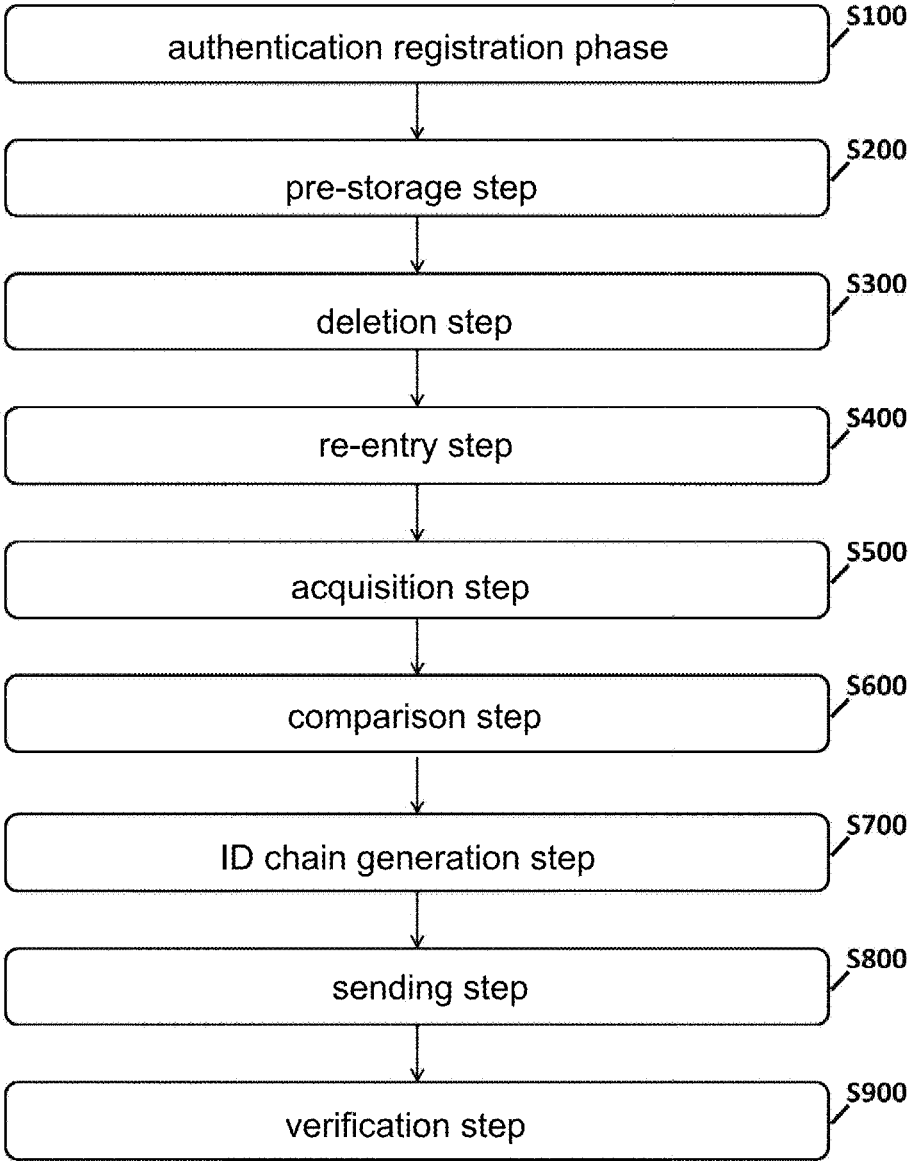 S100
authentication registration phase
S200
pre-storage step
S300
deletion step
S400
re-entry step
S500
acquisition step
S600
comparison step
S700
ID chain generation step
S800
sending step
S900
verification step